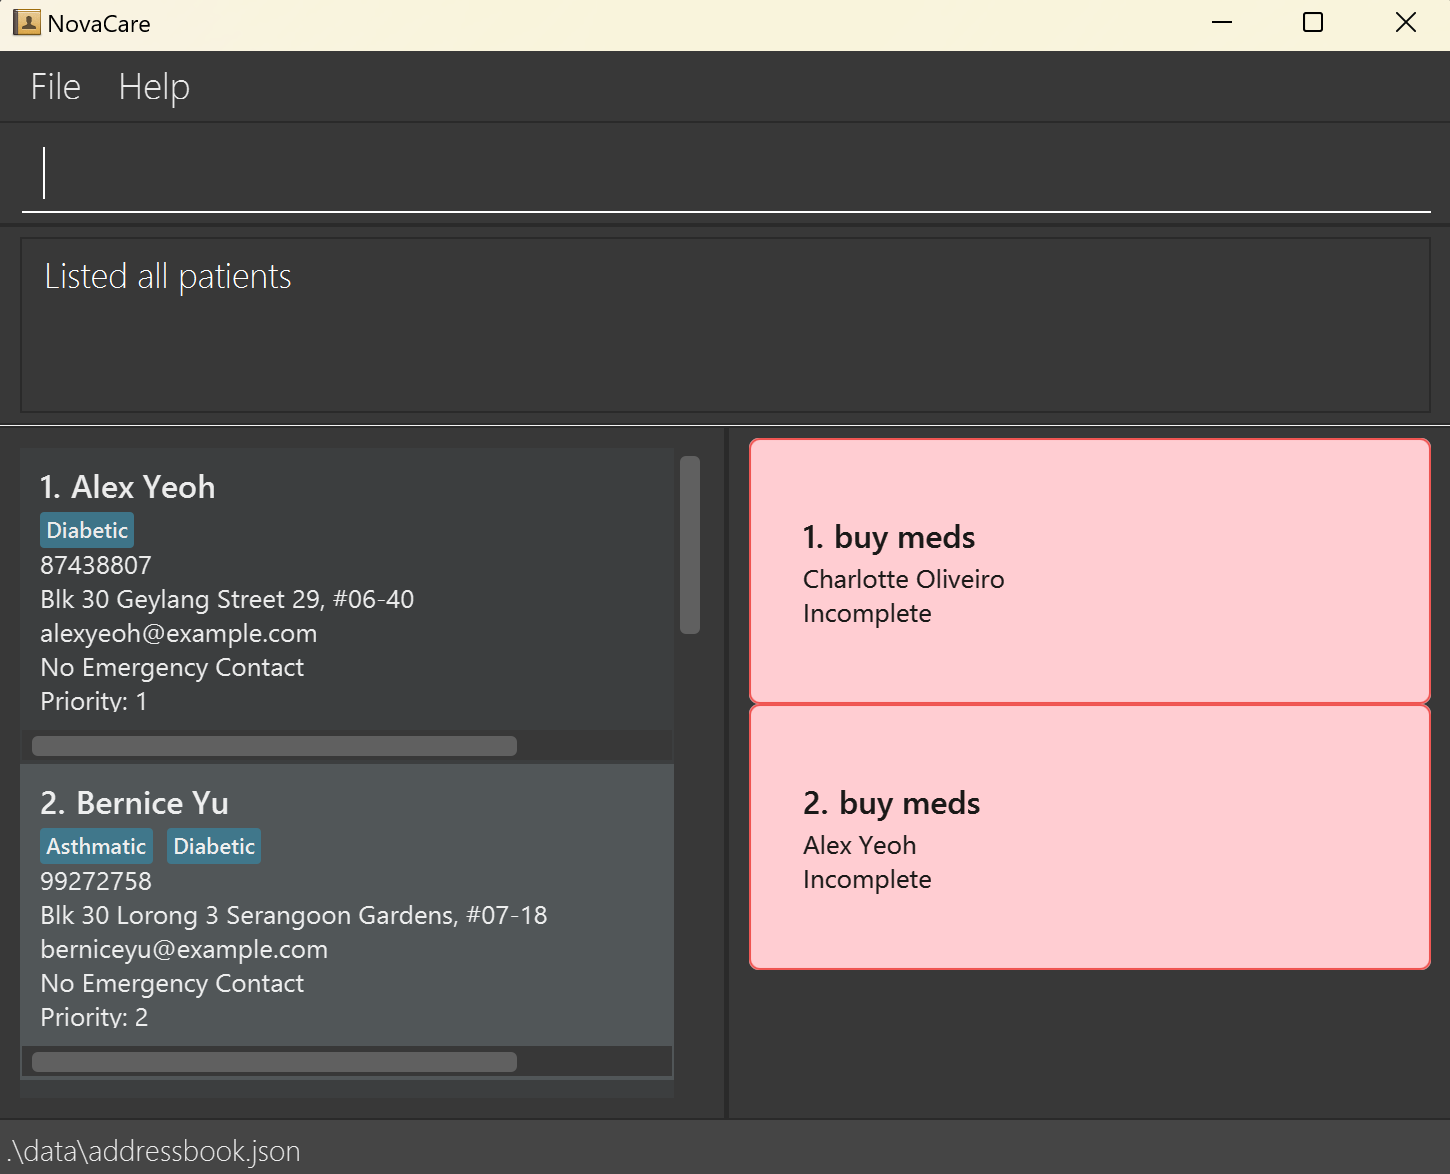 NovaCare
File Help
Listed all patients
1. Alex Yeoh
Diabetic
87438807
Blk 30 Geylang Street 29, #06-40
alexyeoh@example.com
No Emergency Contact
Priority: 1
2. Bernice Yu
Asthmatic Diabetic
99272758
Blk 30 Lorong 3 Serangoon Gardens, #07-18
berniceyu@example.com
No Emergency Contact
Priority: 2
1. buy meds
Charlotte Oliveiro
Incomplete
2. buy meds
Alex Yeoh
Incomplete
.\data\addressbook.json